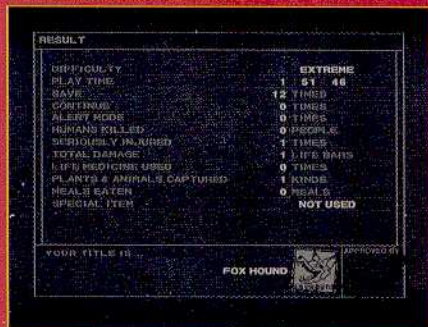 RESULT
DIFFICULTY EXTREME
PLAY TIME 1 51 46
SAVE 12 TIMES
CONTINUE 0 TIMES
ALERT MODE 0 TIMES
HUMANS KILLED 0 PEOPLE
SERIOUSLY INJURED 1 TIMES
TOTAL DAMAGE 1 LIFE BARS
LIFE MEDICINE USED 0 TIMES
PLANTS & ANIMALS CAPTURED 1 KINDS
MEALS EATEN 0 MEALS
SPECIAL ITEM NOT USED
YOUR TITLE IS ...
APPROVED BY
FOX HOUND